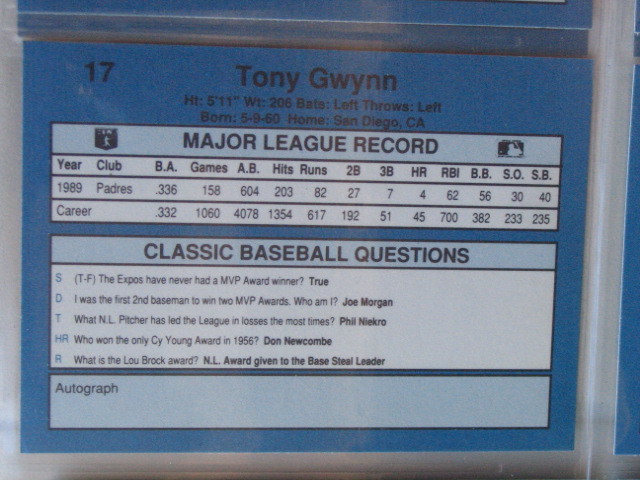 17
Tony Gwynn
Ht: 5'11" Wt: 206 Bats: Left Throws: Left
Born: 5-9-60 Home: San Diego, CA
MAJOR LEAGUE RECORD
Year Club B.A. Games A.B. Hits Runs 2B 3B HR RBI B.B. S.O. S.B.
1989 Padres .336 158 604 203 82 27 7 4 62 56 30 40
Career .332 1060 4078 1354 617 192 51 45 700 382 233 235
CLASSIC BASEBALL QUESTIONS
S (T-F) The Expos have never had a MVP Award winner? True
D I was the first 2nd baseman to win two MVP Awards. Who am I? Joe Morgan
T What N.L. Pitcher has led the League in losses the most times? Phil Niekro
HR Who won the only Cy Young Award in 1956? Don Newcombe
R What is the Lou Brock award? N.L. Award given to the Base Steal Leader
Autograph